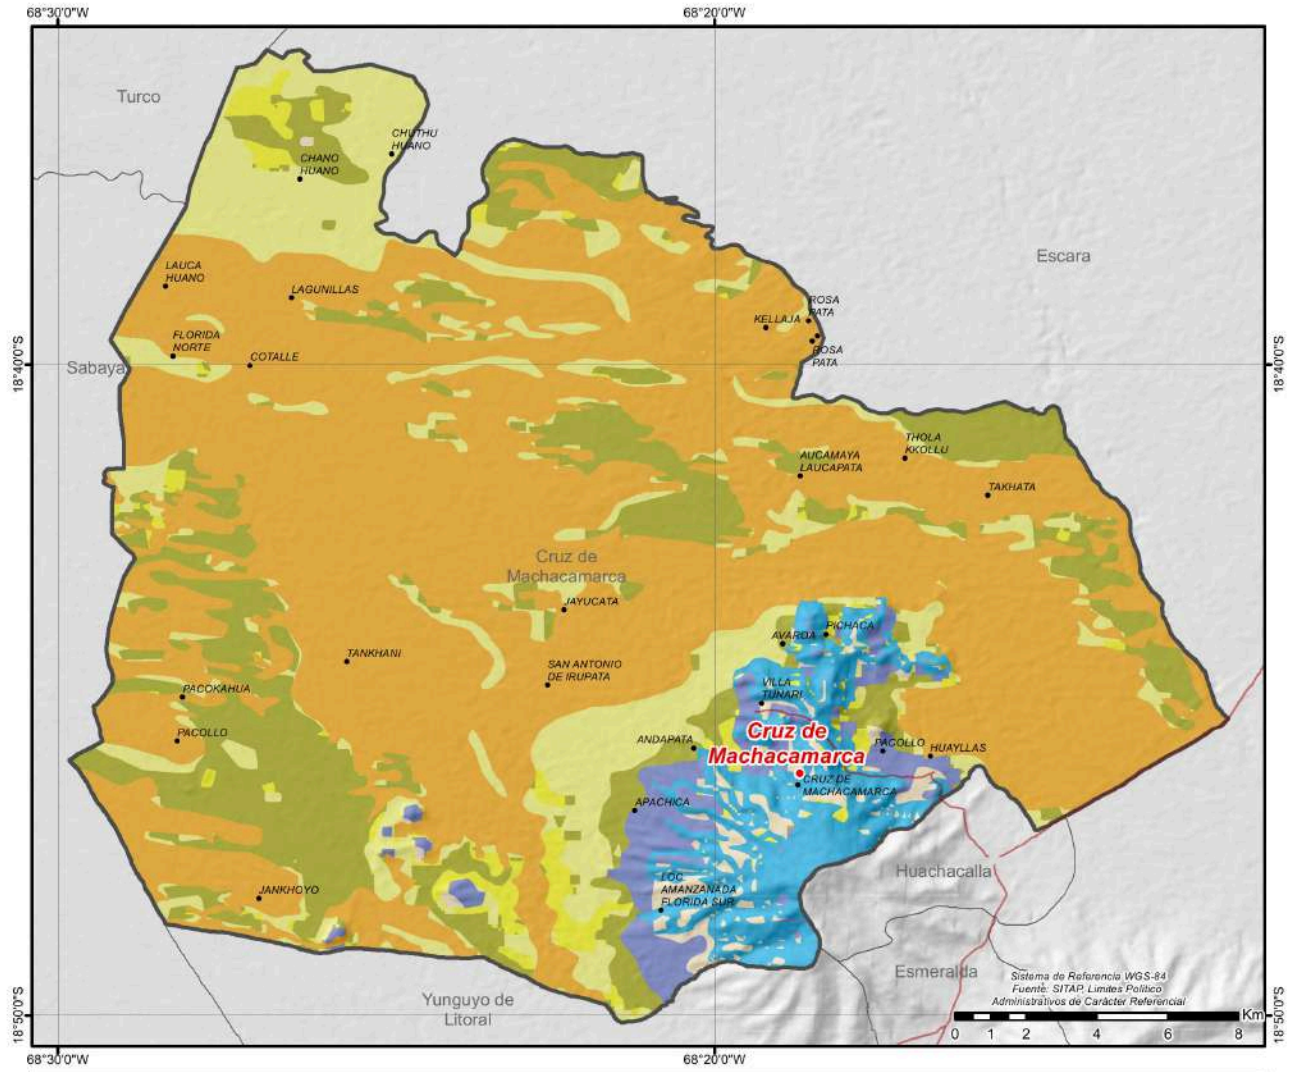 68°30'0"W
68°20'0"W
Turco
CHUTHU
HUANO
CHANO
HUANO
Escara
LAUCA
HUANO
LAGUNILLAS
ROSA
PATA
KELLAJA
FLORIDA
NORTE
ROSA
PATA
COTALLE
Sabaya
18°40'0"S
18°40'0"S
THOLA
KKOLLU
AUCAMAYA
LAUCAPATA
TAKHATA
Cruz de
Machacamarca
JAYUCATA
PICHACA
AVAROA
TANKHANI
SAN ANTONIO
DE IRUPATA
VILLA
TUNARI
PACOKAHUA
PACOLLO
ANDAPATA
Cruz de
Machacamarca
PACOLLO
HUAYLLAS
CRUZ DE
MACHACAMARCA
APACHICA
Huachacalla
LOC.
AMANZANADA
FLORIDA SUR
JANKHOYO
Esmeralda
Sistema de Referencia WGS-84
Fuente: SITAP, Limites Político
Administrativos de Carácter Referencial
Yunguyo de
Litoral
Km
0 1 2 4 6 8
18°50'0"S
18°50'0"S
68°30'0"W
68°20'0"W